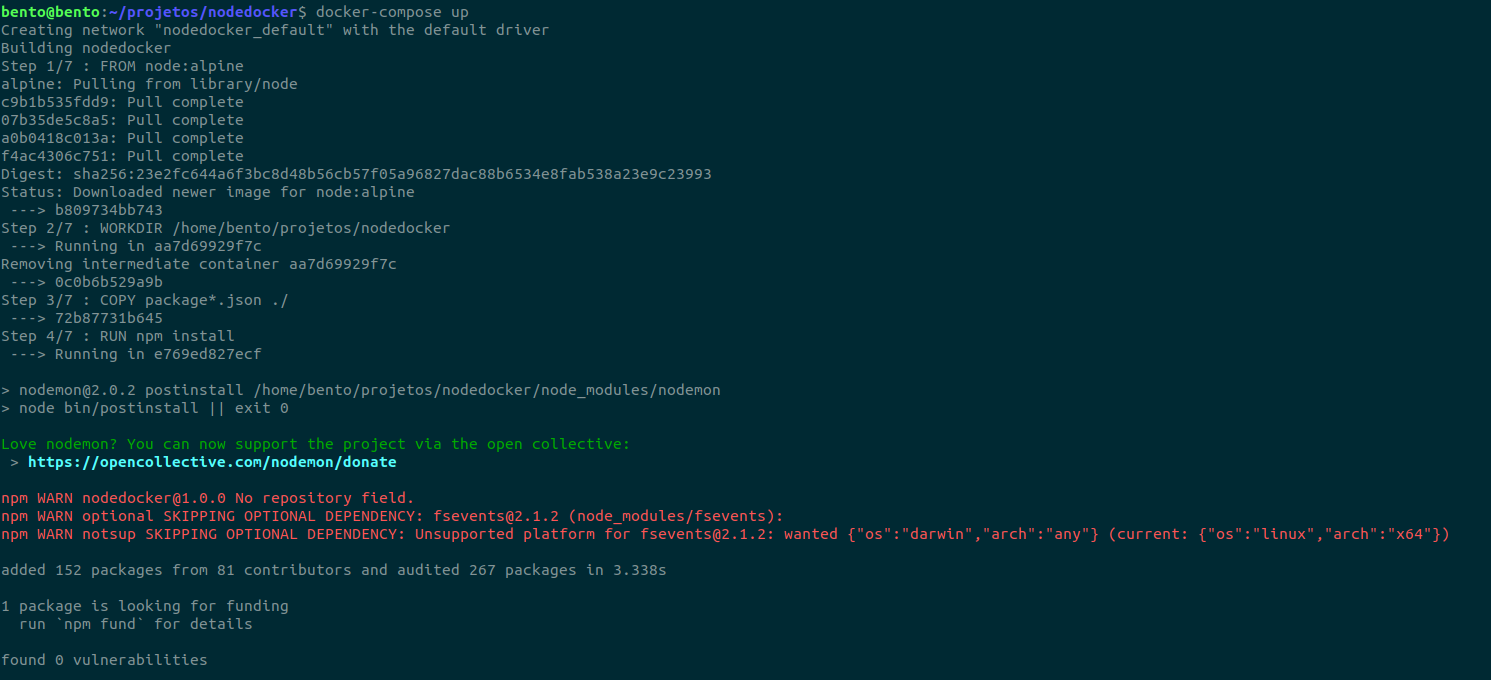 bento@bento:~/projetos/nodedocker$ docker-compose up
Creating network "nodedocker_default" with the default driver
Building nodedocker
Step 1/7 : FROM node:alpine
alpine: Pulling from library/node
c9b1b535fdd9: Pull complete
07b35de5c8a5: Pull complete
a0b0418c013a: Pull complete
f4ac4306c751: Pull complete
Digest: sha256:23e2fc644a6f3bc8d48b56cb57f05a96827dac88b6534e8fab538a23e9c23993
Status: Downloaded newer image for node:alpine
 ---> b809734bb743
Step 2/7 : WORKDIR /home/bento/projetos/nodedocker
 ---> Running in aa7d69929f7c
Removing intermediate container aa7d69929f7c
 ---> 0c0b6b529a9b
Step 3/7 : COPY package*.json ./
 ---> 72b87731b645
Step 4/7 : RUN npm install
 ---> Running in e769ed827ecf
> nodemon@2.0.2 postinstall /home/bento/projetos/nodedocker/node_modules/nodemon
> node bin/postinstall || exit 0
Love nodemon? You can now support the project via the open collective:
 > https://opencollective.com/nodemon/donate
npm WARN nodedocker@1.0.0 No repository field.
npm WARN optional SKIPPING OPTIONAL DEPENDENCY: fsevents@2.1.2 (node_modules/fsevents):
npm WARN notsup SKIPPING OPTIONAL DEPENDENCY: Unsupported platform for fsevents@2.1.2: wanted {"os":"darwin","arch":"any"} (current: {"os":"linux","arch":"x64"})
added 152 packages from 81 contributors and audited 267 packages in 3.338s
1 package is looking for funding
  run `npm fund` for details
found 0 vulnerabilities